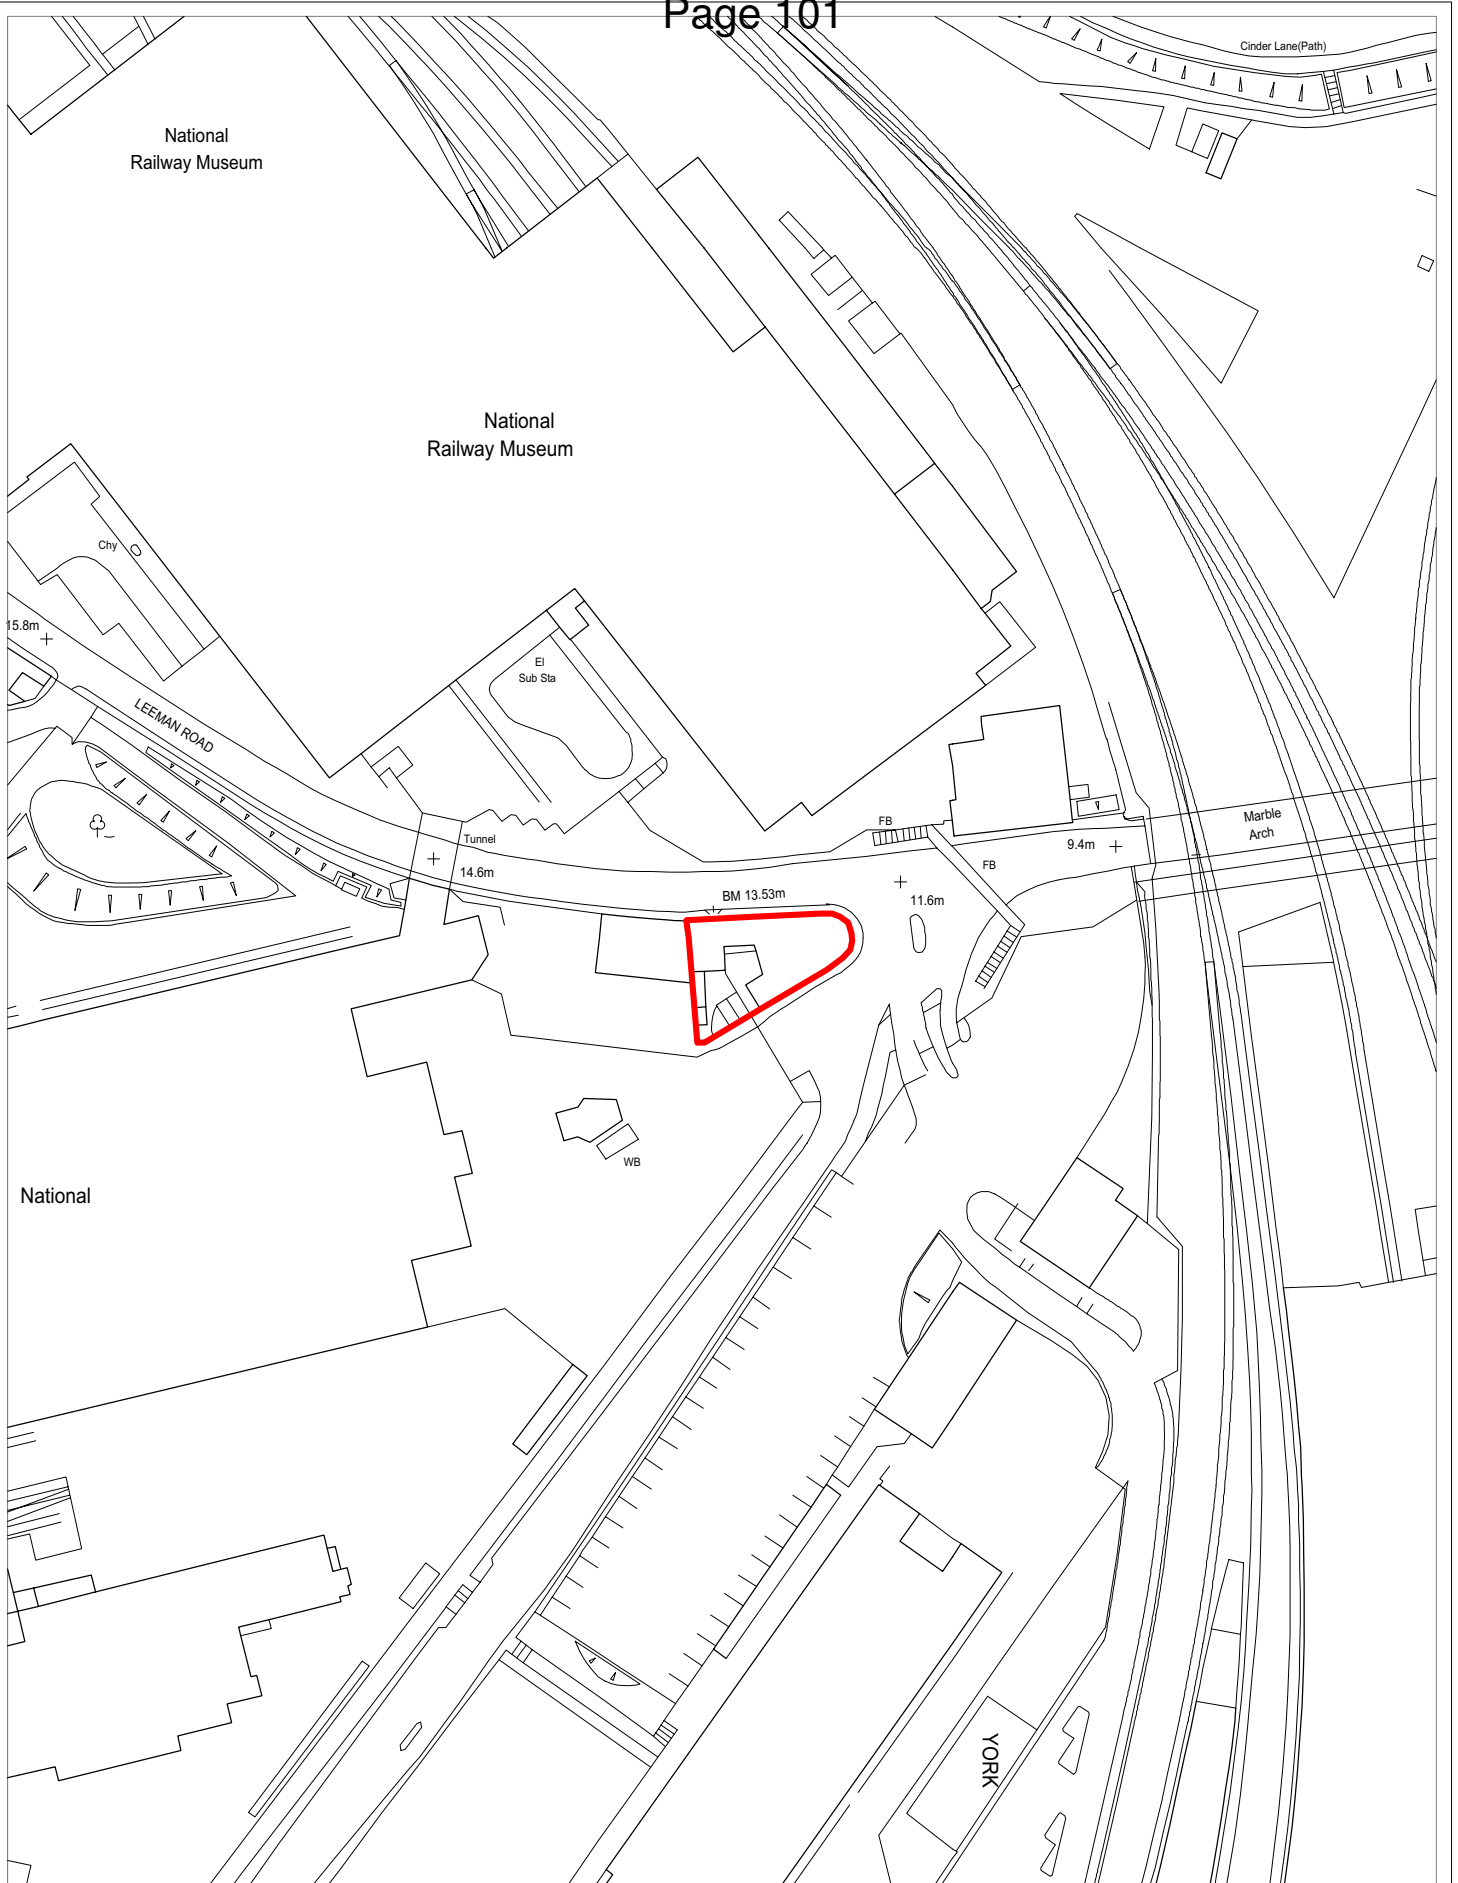 Page 101
Cinder Lane(Path)
National
Railway Museum
National
Railway Museum
Chy
15.8m
El
Sub Sta
LEEMAN ROAD
Tunnel
14.6m
FB
FB
9.4m
Marble
Arch
BM 13.53m
11.6m
WB
National
YORK